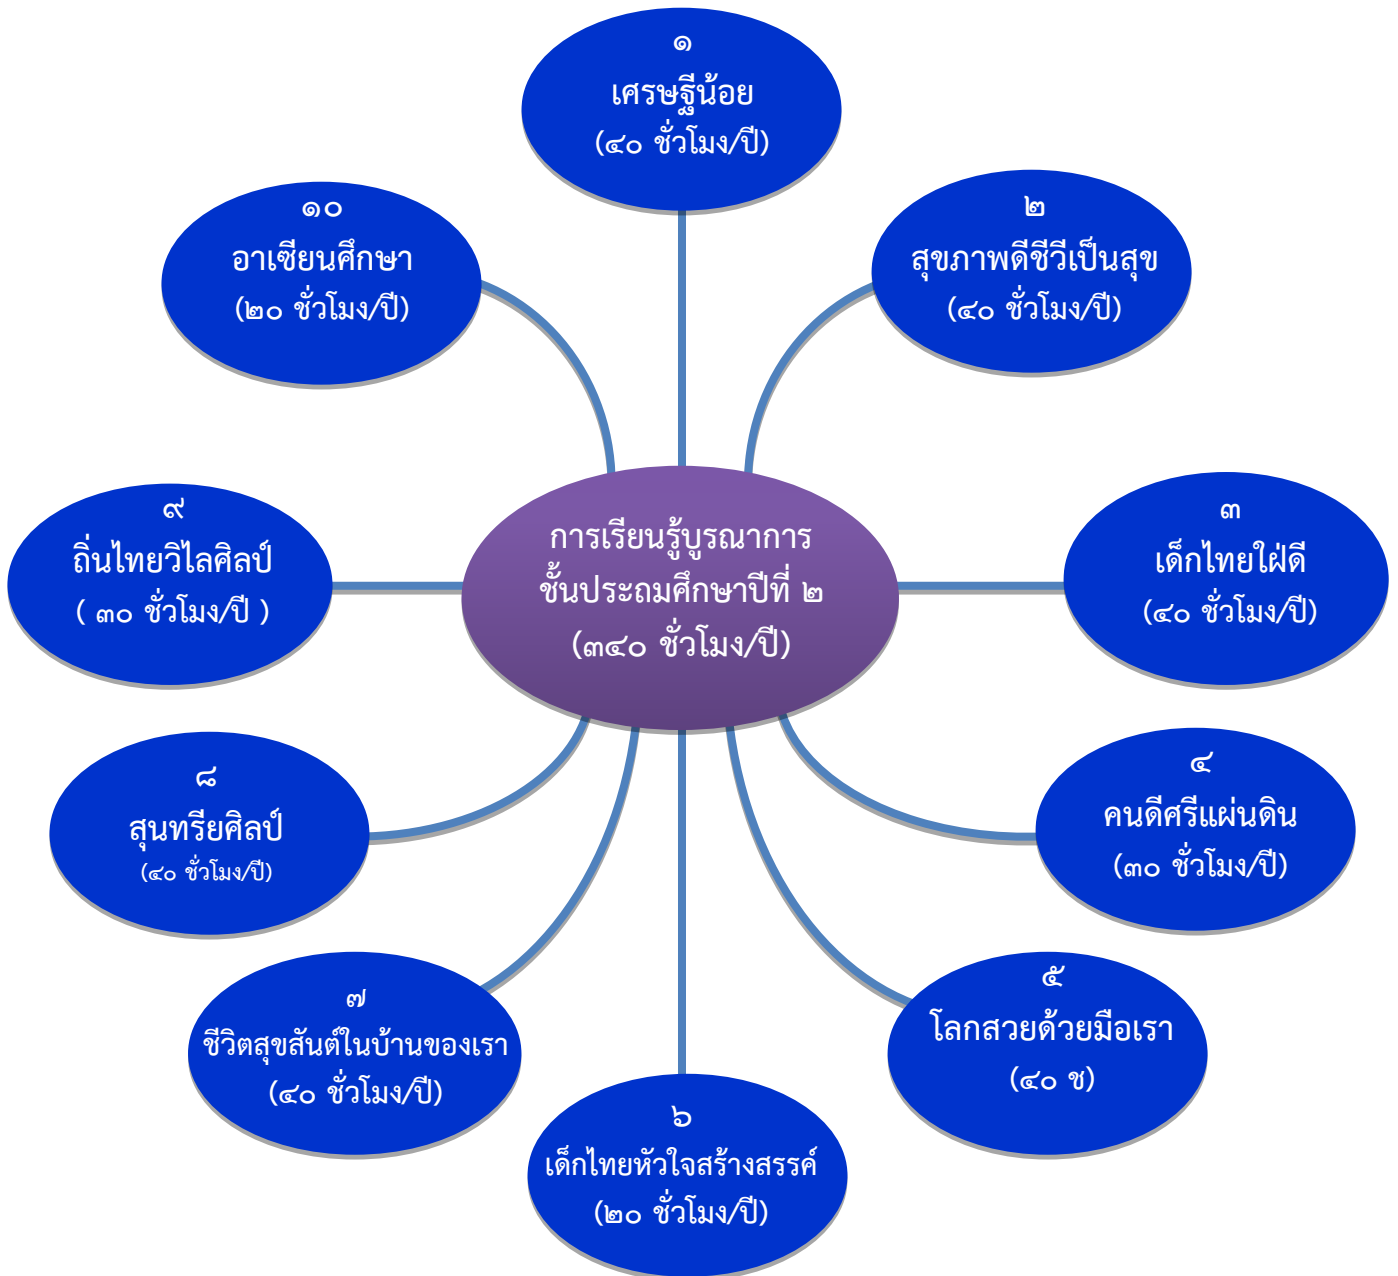 ๑
เศรษฐีน้อย
(๔๐ ชั่วโมง/ปี)
๒
สุขภาพดีชีวีเป็นสุข
(๔๐ ชั่วโมง/ปี)
๓
เด็กไทยใฝ่ดี
(๔๐ ชั่วโมง/ปี)
๔
คนดีศรีแผ่นดิน
(๓๐ ชั่วโมง/ปี)
๕
โลกสวยด้วยมือเรา
(๔๐ ช)
๖
เด็กไทยหัวใจสร้างสรรค์
(๒๐ ชั่วโมง/ปี)
๗
ชีวิตสุขสันต์ในบ้านของเรา
(๔๐ ชั่วโมง/ปี)
๘
สุนทรียศิลป์
(๔๐ ชั่วโมง/ปี)
๙
ถิ่นไทยวิไลศิลป์
( ๓๐ ชั่วโมง/ปี )
๑๐
อาเซียนศึกษา
(๒๐ ชั่วโมง/ปี)
การเรียนรู้บูรณาการ
ชั้นประถมศึกษาปีที่ ๒
(๓๔๐ ชั่วโมง/ปี)